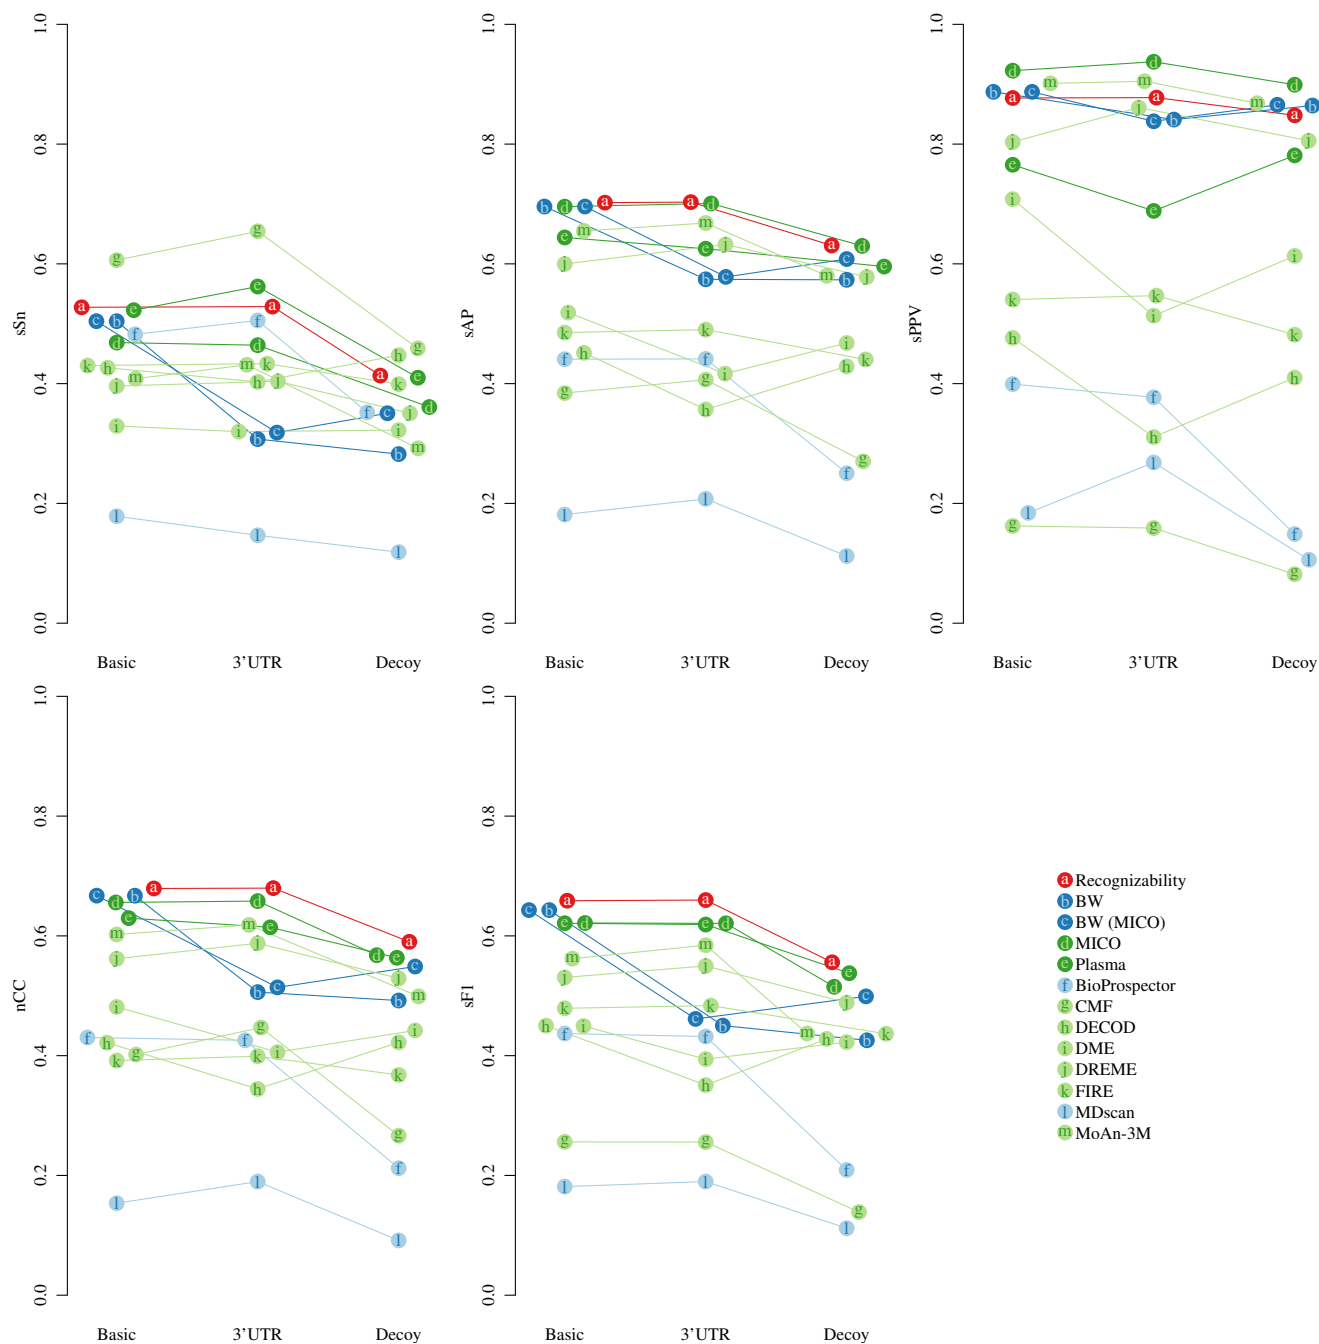 0.0 0.2 0.4 0.6 0.8 1.0
sSn
g g g
a a a
e e e
c b c b c b
f f f
d d d
k h m k h k
m j h j j
i i i m
l l l
Basic 3’UTR Decoy
0.0 0.2 0.4 0.6 0.8 1.0
sAP
b d c a a d a d
m m m
e e e
j j j
b c c b
i i i
k k k
h h h
f f f
g g g
l l l
Basic 3’UTR Decoy
0.0 0.2 0.4 0.6 0.8 1.0
sPPV
d d d
m m m
b c c b c b
a a a
j j j
e e e
i i i
k k k
h h h
f f f
l l l
g g g
Basic 3’UTR Decoy
0.0 0.2 0.4 0.6 0.8 1.0
nCC
a a a
c b b c c b
d d d
e e e
m m m
j j j
i i i
f f f
h h h
g g g
k k k
l l l
Basic 3’UTR Decoy
0.0 0.2 0.4 0.6 0.8 1.0
sF1
a a a
c b c b c b
e d e d e d
m m m
j j j
k k k
h i i h h i
f f f
g g g
l l l
Basic 3’UTR Decoy
a Recognizability
b BW
c BW (MICO)
d MICO
e Plasma
f BioProspector
g CMF
h DECOD
i DME
j DREME
k FIRE
l MDscan
m MoAn-3M